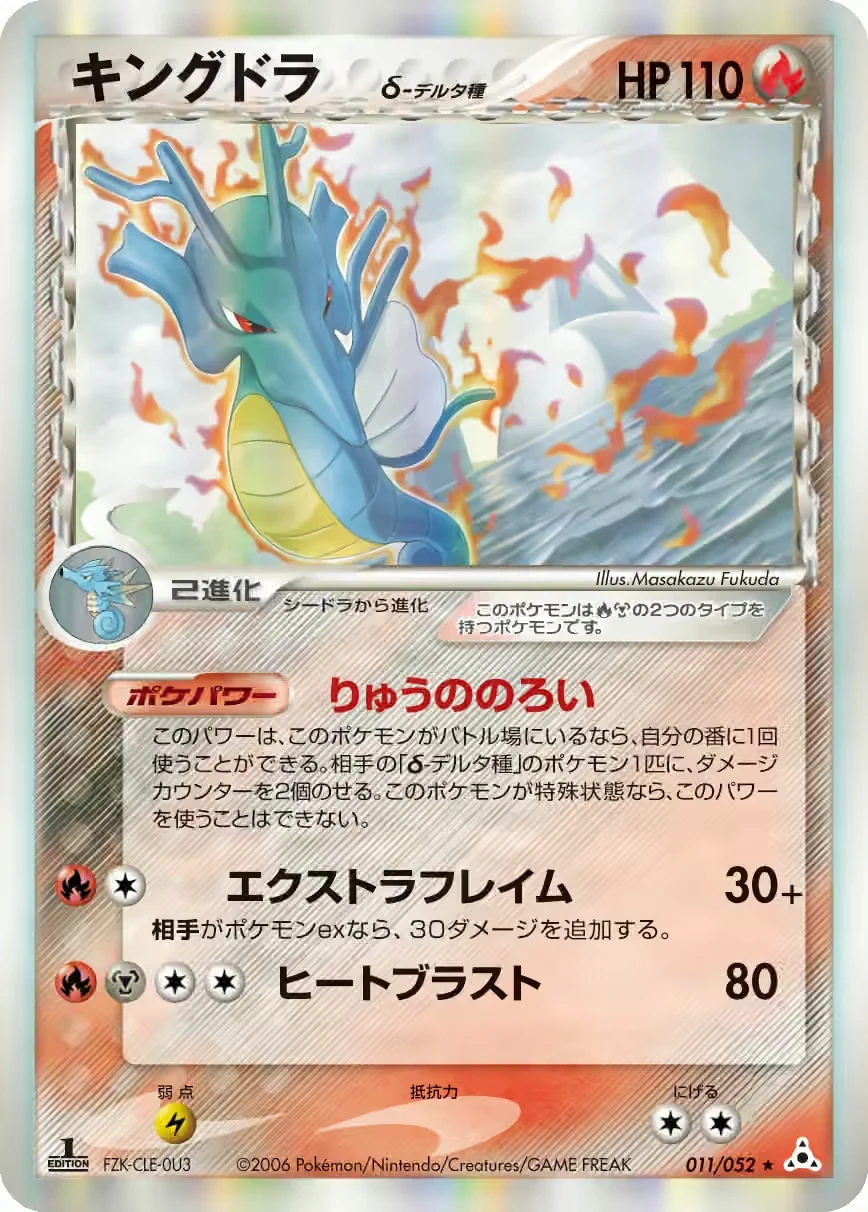 キングドラ δ-デルタ種 HP 110
Illus.Masakazu Fukuda
2進化
シードラから進化
このポケモンはの2つのタイプを
持つポケモンです。
ポケパワー りゅうののろい
このパワーは、このポケモンがバトル場にいるなら、自分の番に1回
使うことができる。相手の「δ-デルタ種」のポケモン1匹に、ダメージ
カウンターを2個のせる。このポケモンが特殊状態なら、このパワー
を使うことはできない。
エクストラフレイム 30+
相手がポケモンexなら、30ダメージを追加する。
ヒートブラスト 80
弱点 抵抗力 にげる
1
EDITION FZK-CLE-0U3 ©2006 Pokémon/Nintendo/Creatures/GAME FREAK 011/052 ★